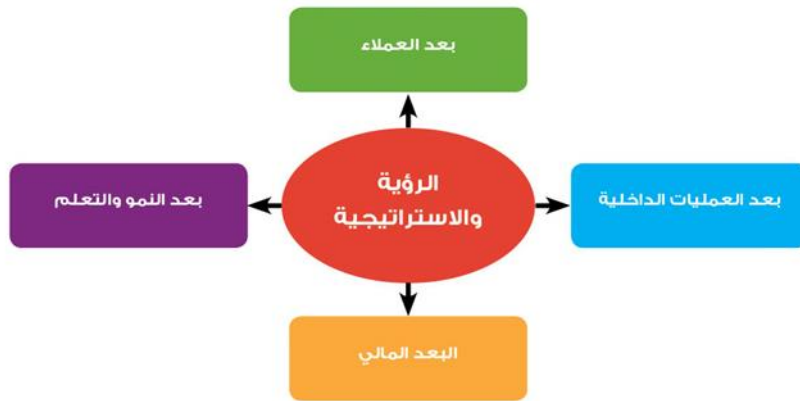 بعد العملاء
بعد العمليات الداخلية
الرؤية
والاستراتيجية
بعد النمو والتعلم
البعد المالي